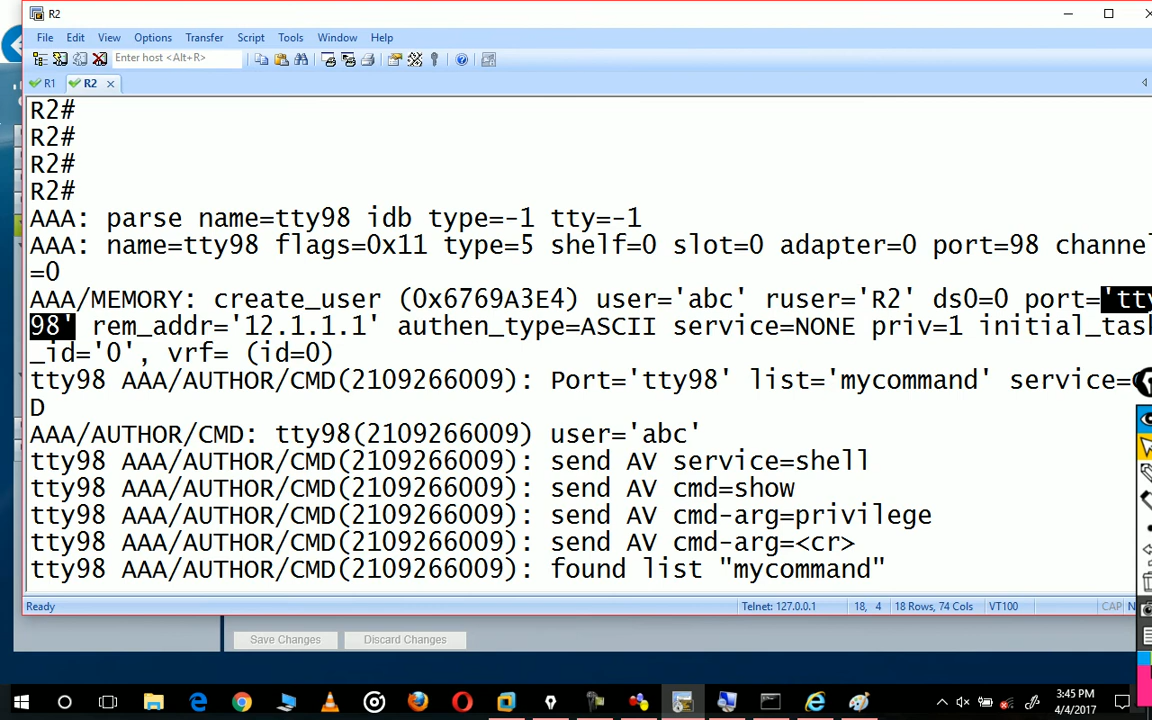 R2
File Edit View Options Transfer Script Tools Window Help
Enter host <Alt+R>
R1 R2
R2#
R2#
R2#
R2#
AAA: parse name=tty98 idb type=-1 tty=-1
AAA: name=tty98 flags=0x11 type=5 shelf=0 slot=0 adapter=0 port=98 channel
=0
AAA/MEMORY: create_user (0x6769A3E4) user='abc' ruser='R2' ds0=0 port='tty
98' rem_addr='12.1.1.1' authen_type=ASCII service=NONE priv=1 initial_task
_id='0', vrf= (id=0)
tty98 AAA/AUTHOR/CMD(2109266009): Port='tty98' list='mycommand' service=
D
AAA/AUTHOR/CMD: tty98(2109266009) user='abc'
tty98 AAA/AUTHOR/CMD(2109266009): send AV service=shell
tty98 AAA/AUTHOR/CMD(2109266009): send AV cmd=show
tty98 AAA/AUTHOR/CMD(2109266009): send AV cmd-arg=privilege
tty98 AAA/AUTHOR/CMD(2109266009): send AV cmd-arg=<cr>
tty98 AAA/AUTHOR/CMD(2109266009): found list "mycommand"
Ready Telnet: 127.0.0.1 18, 4 18 Rows, 74 Cols VT100 CAP N
Save Changes Discard Changes
3:45 PM
4/4/2017